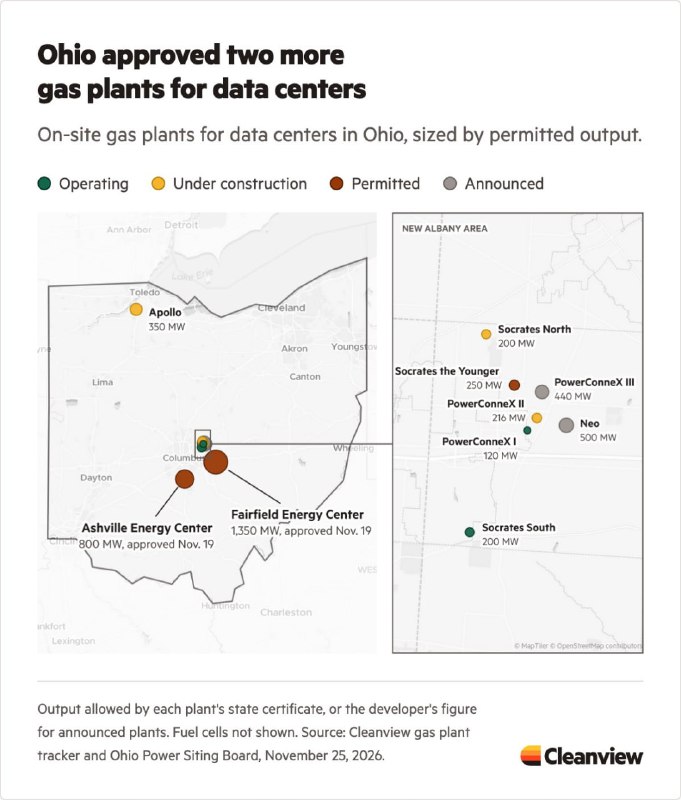 Ohio approved two more
gas plants for data centers
On-site gas plants for data centers in Ohio, sized by permitted output.
Operating
Under construction
Permitted
Announced
Ann Arbor
Detroit
Lake Erie
Toledo
Apollo
350 MW
Cleveland
Akron
Youngst
Canton
Lima
Wheeling
Columbus
Dayton
Fairfield Energy Center
1,350 MW, approved Nov. 19
Ashville Energy Center
800 MW, approved Nov. 19
Cincin
WES
Huntington
Charleston
nkfort
Lexington
NEW ALBANY AREA
Socrates North
200 MW
Socrates the Younger
250 MW
PowerConneX III
440 MW
PowerConneX II
216 MW
Neo
500 MW
PowerConneX I
120 MW
Socrates South
200 MW
© MapTiler © OpenStreetMap contributors
Output allowed by each plant's state certificate, or the developer's figure
for announced plants. Fuel cells not shown. Source: Cleanview gas plant
tracker and Ohio Power Siting Board, November 25, 2026.
Cleanview